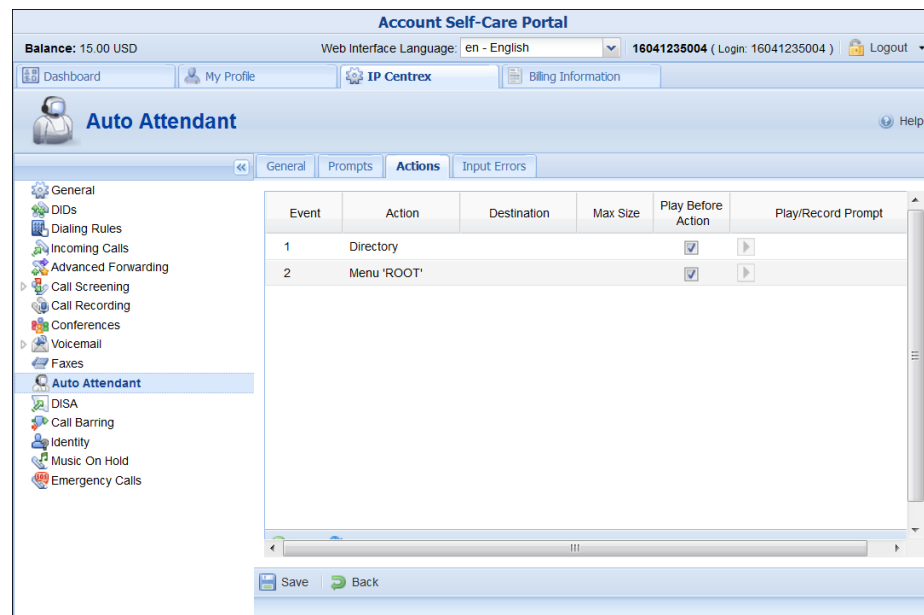 Account Self-Care Portal
Balance: 15.00 USD Web Interface Language: en - English 16041235004 ( Login: 16041235004 ) Logout
Dashboard My Profile IP Centrex Billing Information
Auto Attendant Help
General Prompts Actions Input Errors
General
DIDs
Dialing Rules
Incoming Calls
Advanced Forwarding
Call Screening
Call Recording
Conferences
Voicemail
Faxes
Auto Attendant
DISA
Call Barring
Identity
Music On Hold
Emergency Calls
Event Action Destination Max Size Play Before Action Play/Record Prompt
1 Directory
2 Menu 'ROOT'
Save Back